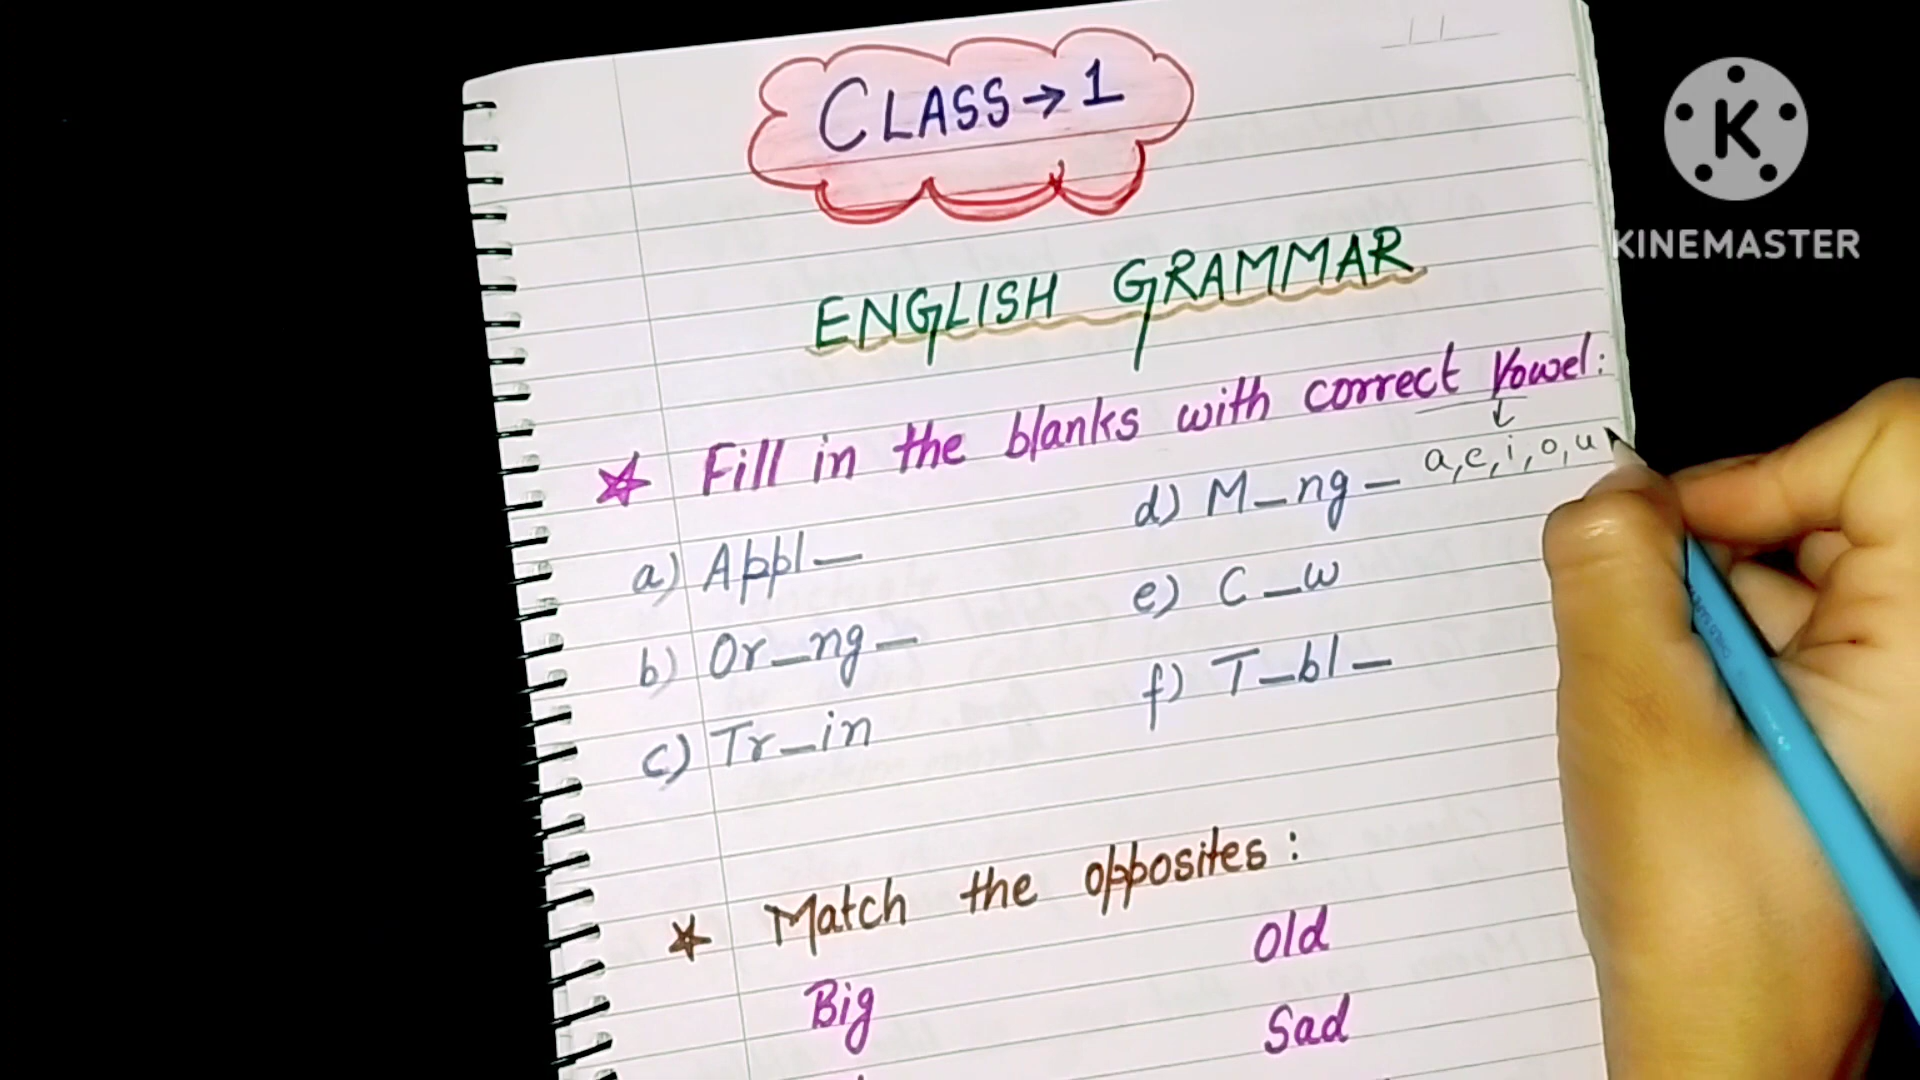 CLASS → 1
ENGLISH GRAMMAR
☆ Fill in the blanks with correct Vowel:
a, e, i, o, u
a) Appl_
b) Or_ng_
c) Tr_in
d) M_ng_
e) C_w
f) T_bl_
☆ Match the opposites:
Big Old
Sad
K
KINEMASTER